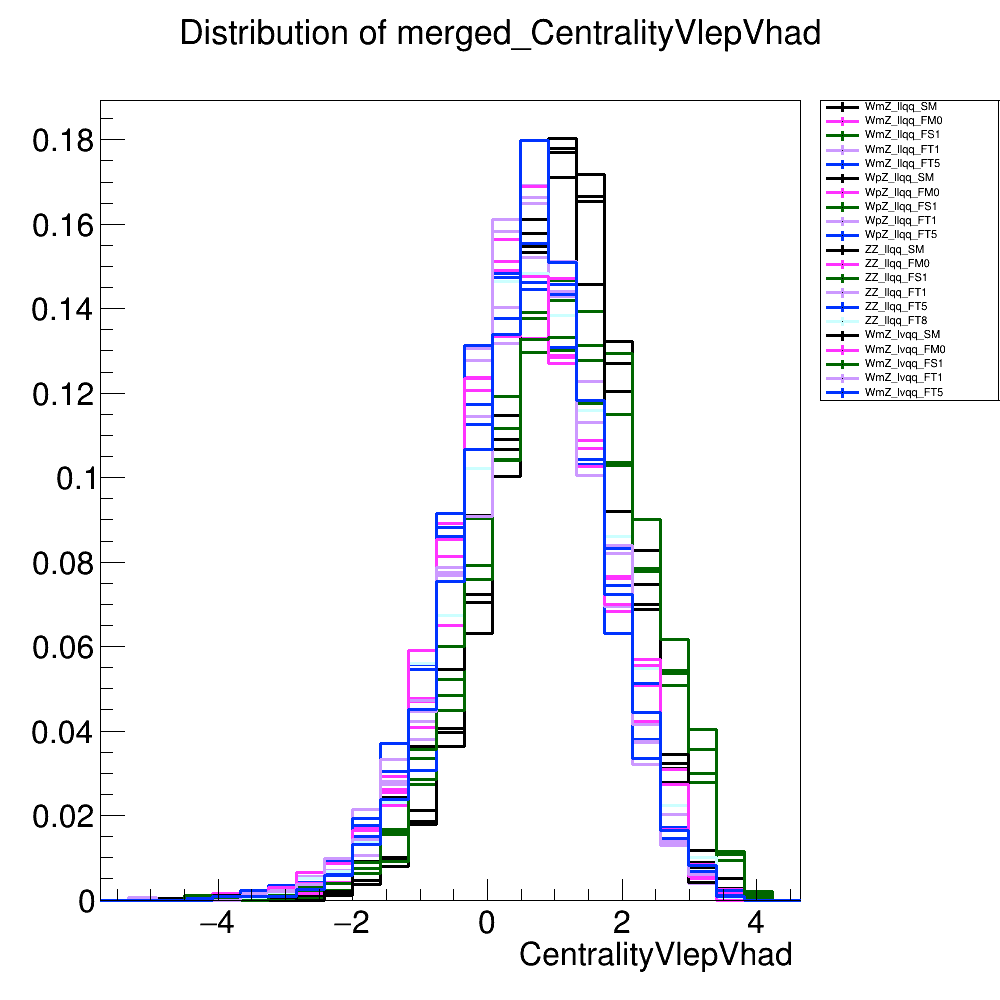 Distribution of merged_CentralityVlepVhad
WmZ_llqq_SM
WmZ_llqq_FM0
WmZ_llqq_FS1
WmZ_llqq_FT1
WmZ_llqq_FT5
WpZ_llqq_SM
WpZ_llqq_FM0
WpZ_llqq_FS1
WpZ_llqq_FT1
WpZ_llqq_FT5
ZZ_llqq_SM
ZZ_llqq_FM0
ZZ_llqq_FS1
ZZ_llqq_FT1
ZZ_llqq_FT5
ZZ_llqq_FT8
WmZ_lvqq_SM
WmZ_lvqq_FM0
WmZ_lvqq_FS1
WmZ_lvqq_FT1
WmZ_lvqq_FT5
0.18
0.16
0.14
0.12
0.1
0.08
0.06
0.04
0.02
0
−4 −2 0 2 4
CentralityVlepVhad